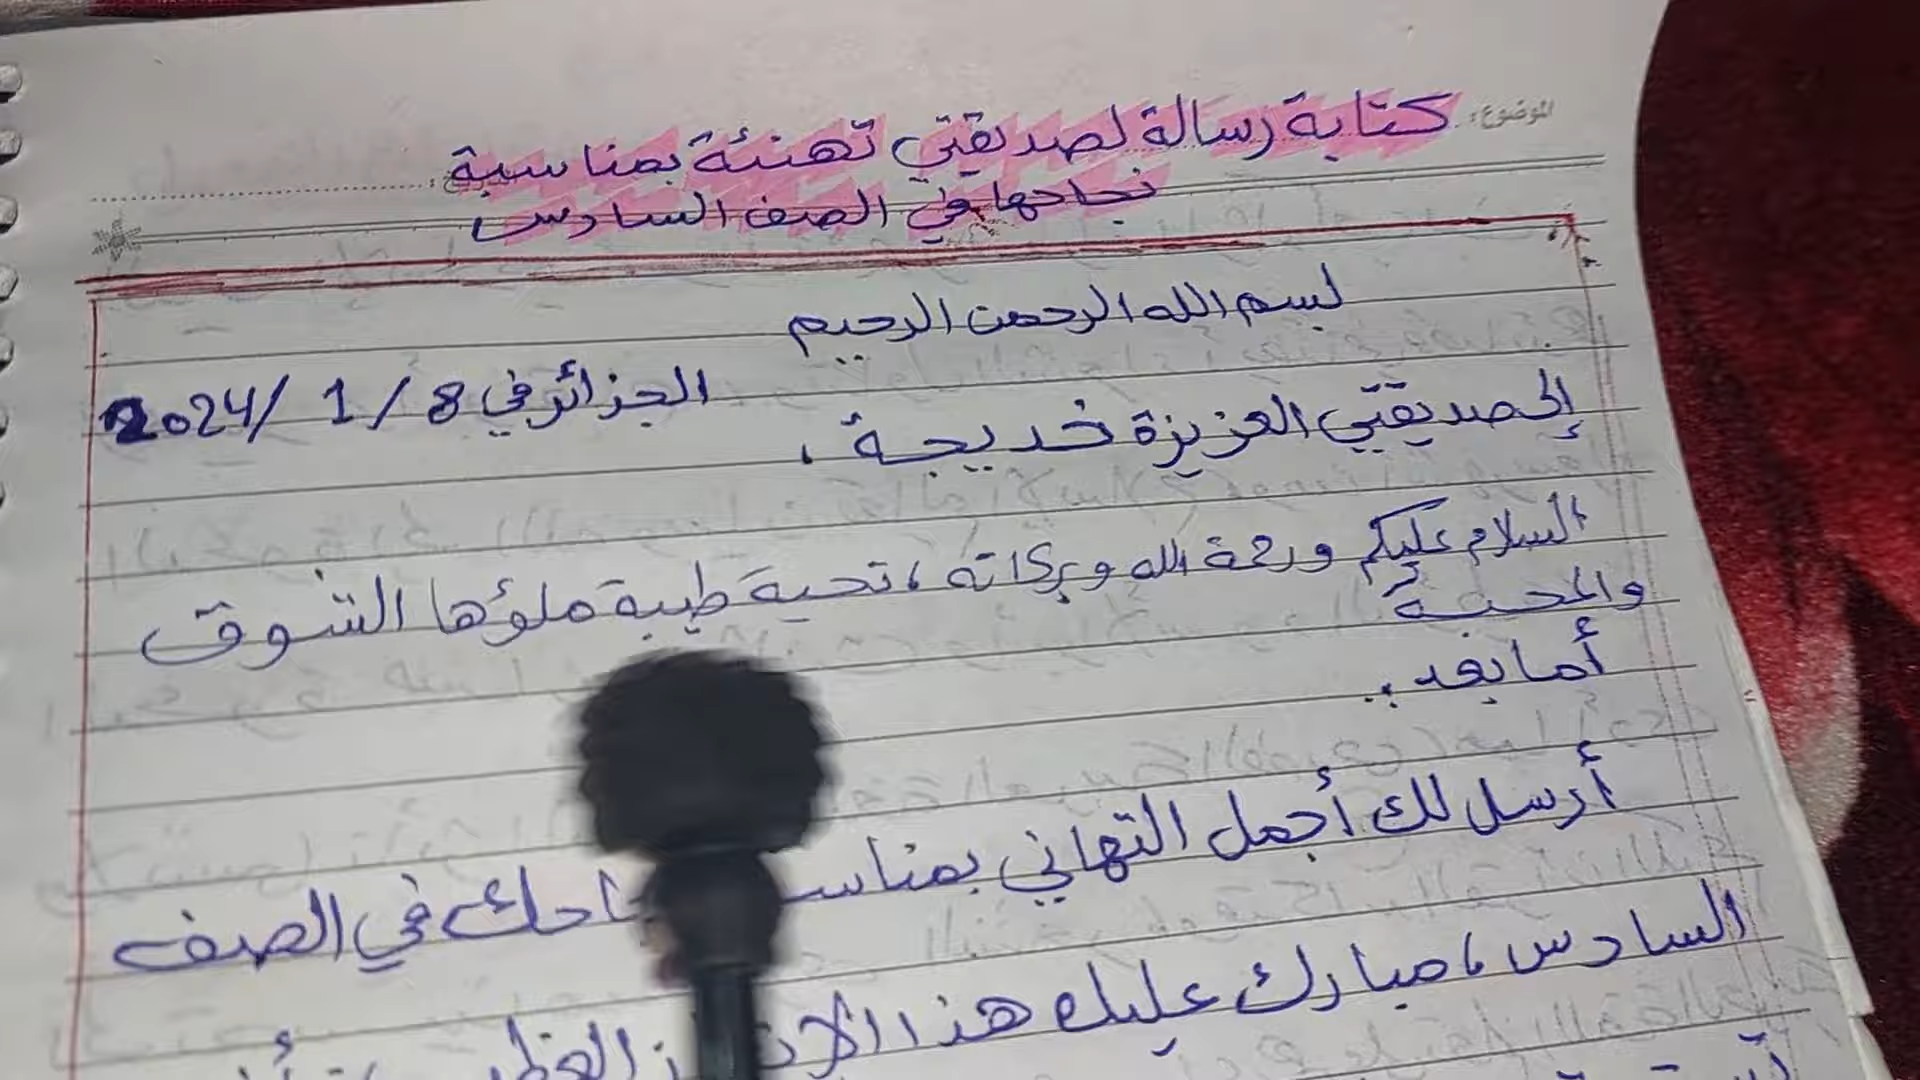 الموضوع: كتابة رسالة لصديقتي تهنئة بمناسبة
نجاحها في الصف السادس
بسم الله الرحمن الرحيم
الجزائر في 8 / 1 / 2024
إلى صديقتي العزيزة خديجة،
السلام عليكم ورحمة الله وبركاته، تحية طيبة ملؤها الشوق
والمحبة
أما بعد..
أرسل لك أجمل التهاني في الصف
السادس، مبارك عليك هذا